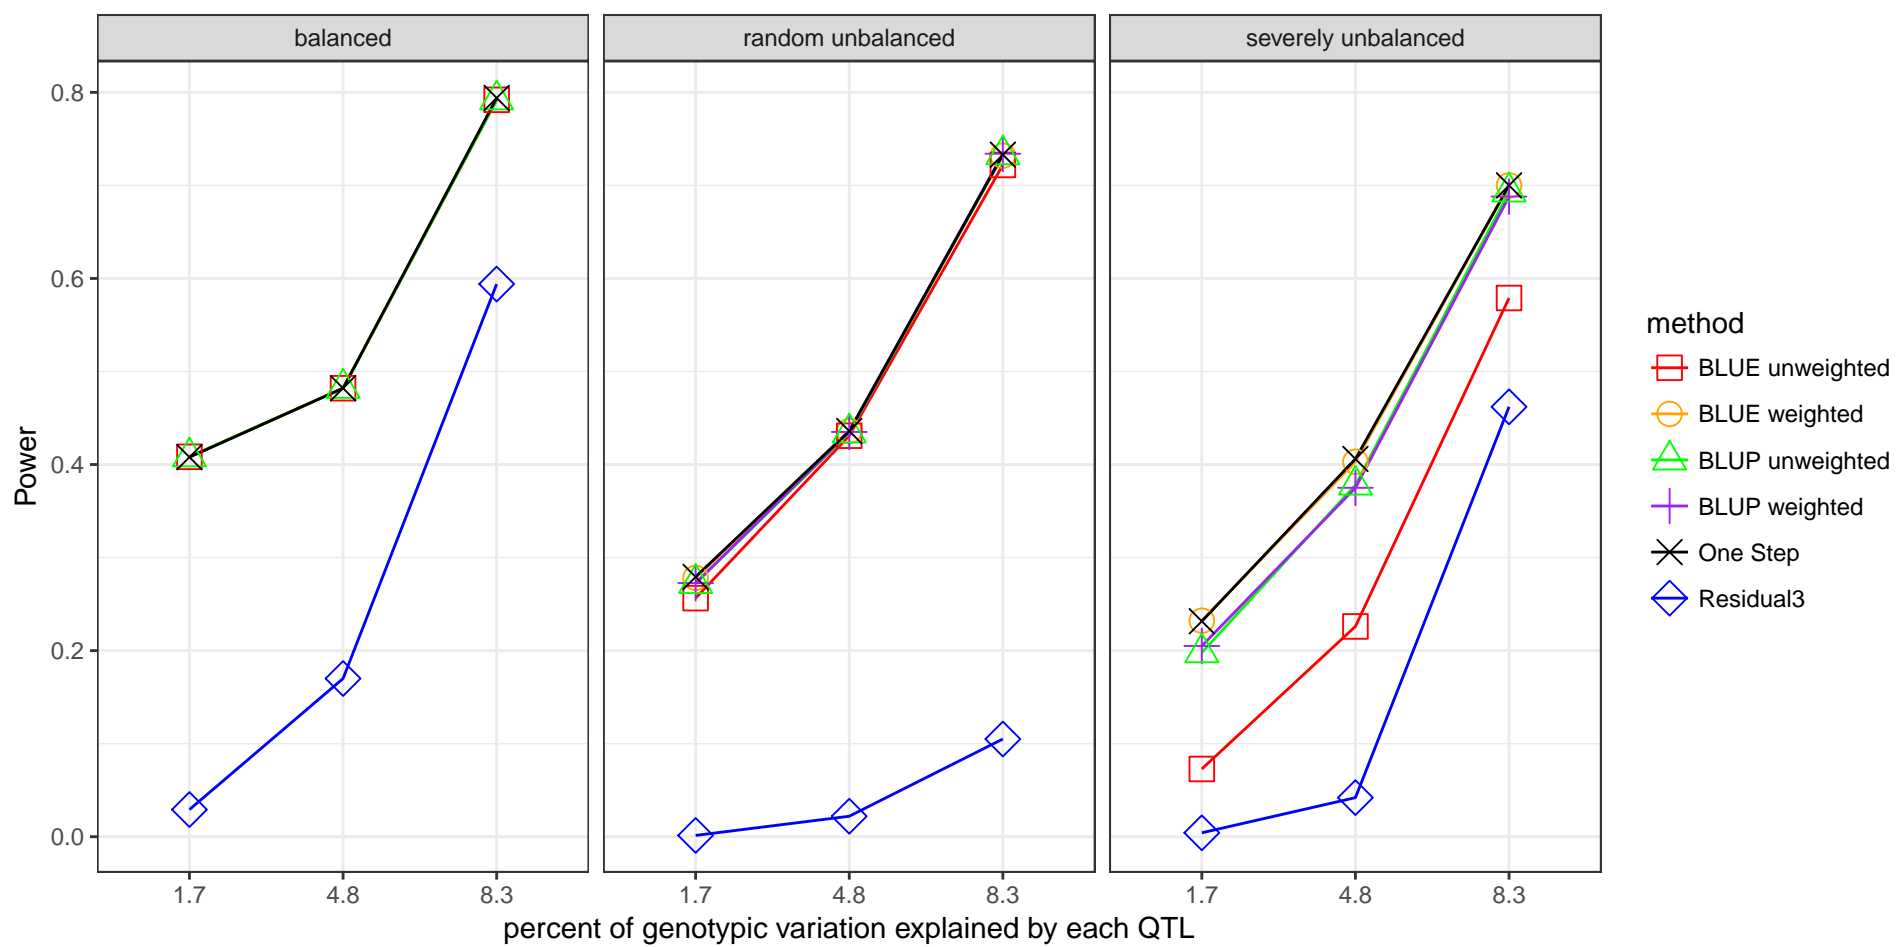 balanced
random unbalanced
severely unbalanced
Power
0.8
0.6
0.4
0.2
0.0
1.7 4.8 8.3
1.7 4.8 8.3
1.7 4.8 8.3
percent of genotypic variation explained by each QTL
method
BLUE unweighted
BLUE weighted
BLUP unweighted
BLUP weighted
One Step
Residual3